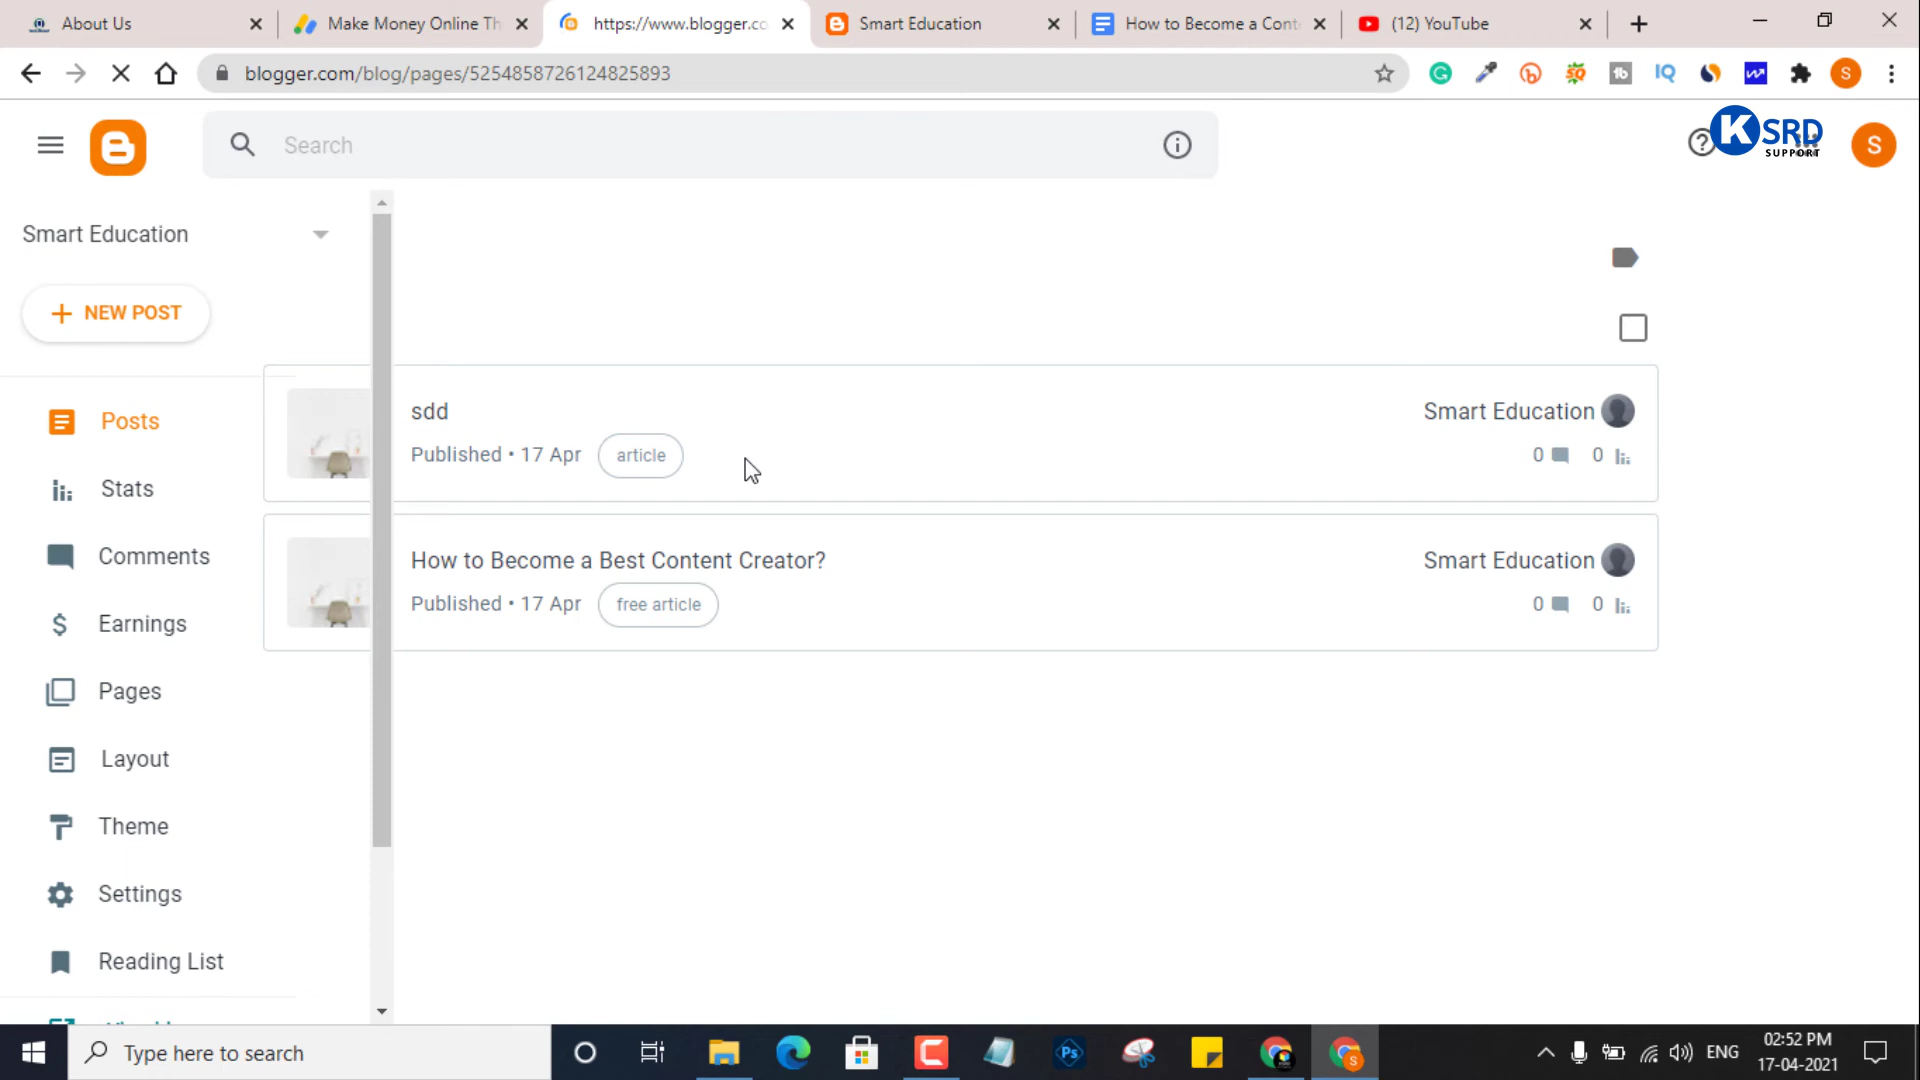 About Us
Make Money Online Th
https://www.blogger.co
Smart Education
How to Become a Cont
(12) YouTube
blogger.com/blog/pages/5254858726124825893
Search
K SRD
SUPPORT
S
Smart Education
NEW POST
Posts
Stats
Comments
Earnings
Pages
Layout
Theme
Settings
Reading List
sdd
Smart Education
Published • 17 Apr article
0 0
How to Become a Best Content Creator?
Smart Education
Published • 17 Apr free article
0 0
Type here to search
Ps
ENG
02:52 PM
17-04-2021